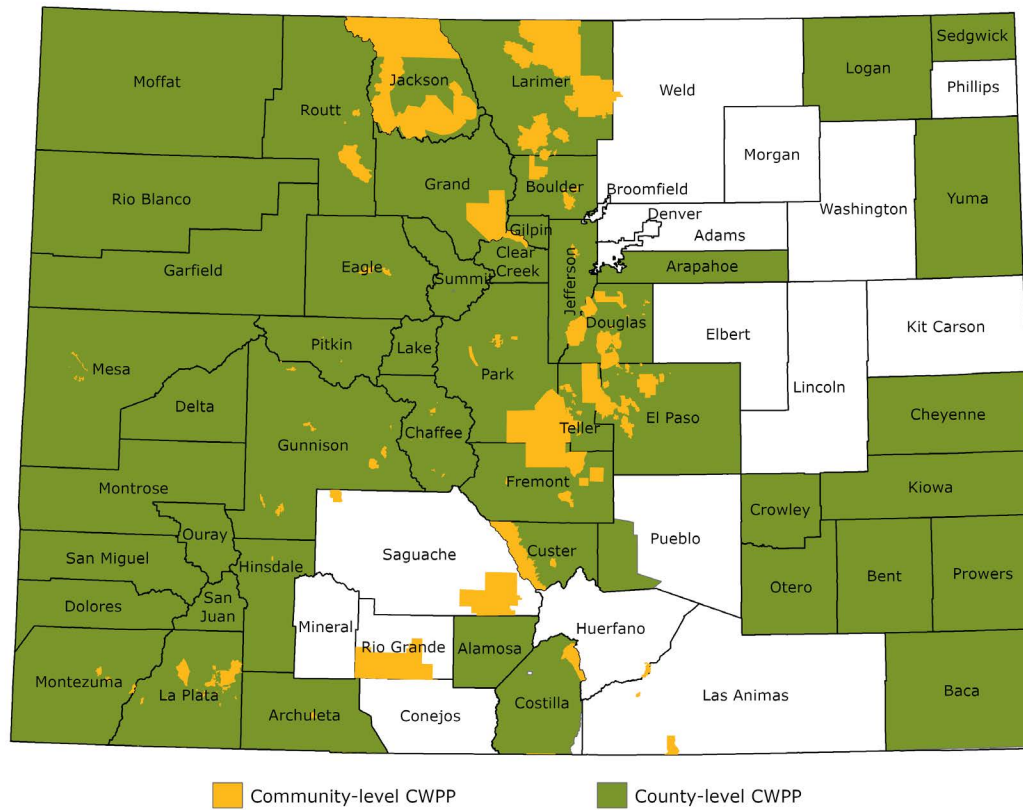 Sedgwick
Logan
Moffat
Jackson
Larimer
Weld
Phillips
Routt
Morgan
Grand
Boulder
Rio Blanco
Broomfield
Washington
Yuma
Denver
Gilpin
Adams
Clear
Creek
Garfield
Eagle
Summit
Arapahoe
Jefferson
Douglas
Elbert
Kit Carson
Pitkin
Lake
Mesa
Park
Lincoln
Delta
Cheyenne
Teller
El Paso
Chaffee
Gunnison
Fremont
Montrose
Kiowa
Crowley
Ouray
Pueblo
San Miguel
Saguache
Custer
Hinsdale
Otero
Bent
Prowers
Dolores
San
Juan
Mineral
Huerfano
Rio Grande
Alamosa
Montezuma
La Plata
Las Animas
Baca
Costilla
Archuleta
Conejos
Community-level CWPP
County-level CWPP